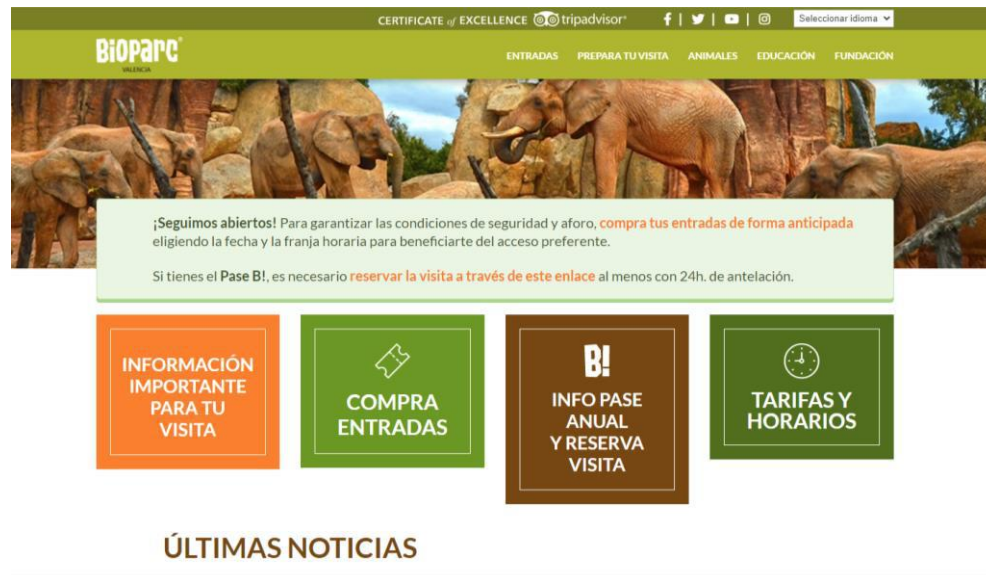 CERTIFICATE of EXCELLENCE tripadvisor®
Seleccionar idioma
BIOPARC®
VALENCIA
ENTRADAS PREPARA TU VISITA ANIMALES EDUCACIÓN FUNDACIÓN
¡Seguimos abiertos! Para garantizar las condiciones de seguridad y aforo, compra tus entradas de forma anticipada
eligiendo la fecha y la franja horaria para beneficiarte del acceso preferente.
Si tienes el Pase B!, es necesario reservar la visita a través de este enlace al menos con 24h. de antelación.
INFORMACIÓN
IMPORTANTE
PARA TU
VISITA
COMPRA
ENTRADAS
B!
INFO PASE
ANUAL
Y RESERVA
VISITA
TARIFAS Y
HORARIOS
ÚLTIMAS NOTICIAS